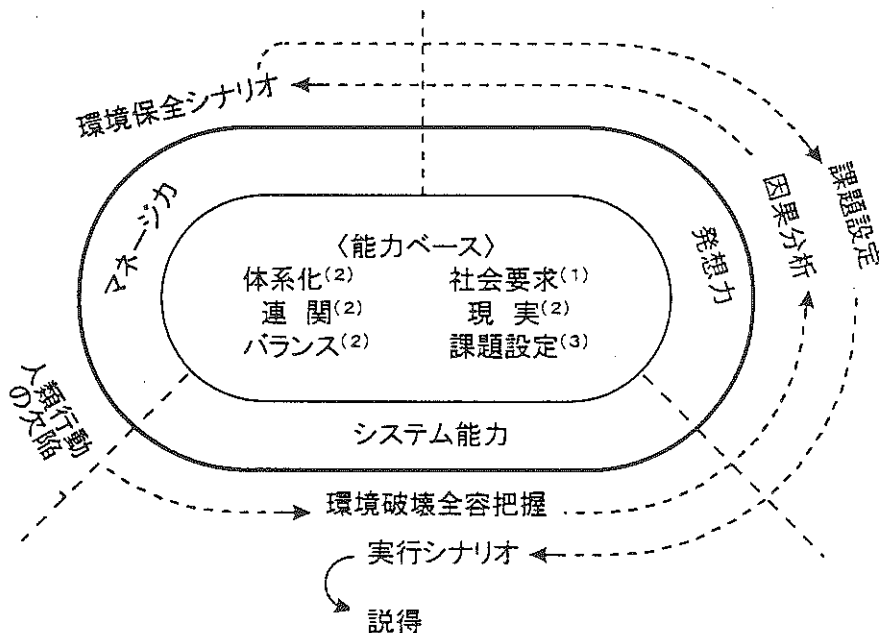 環境保全シナリオ
課題設定
因果分析
マネージ力
発想力
〈能力ベース〉
体系化(2) 社会要求(1)
連 関(2) 現 実(2)
バランス(2) 課題設定(3)
人類行動
の欠陥
システム能力
環境破壊全容把握
実行シナリオ
説得